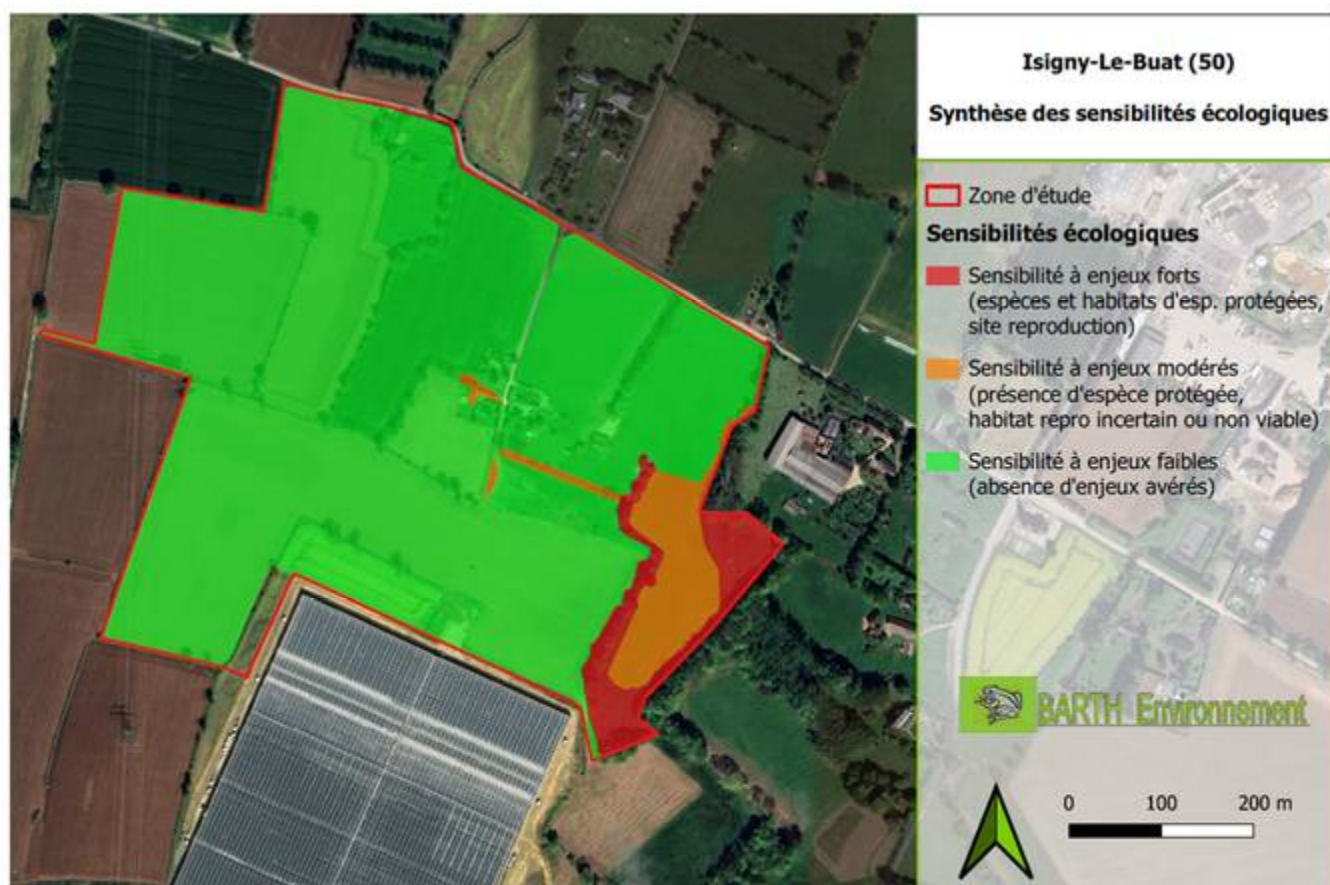 Isigny-Le-Buat (50)
Synthèse des sensibilités écologiques
Zone d'étude
Sensibilités écologiques
Sensibilité à enjeux forts
(espèces et habitats d'esp. protégées,
site reproduction)
Sensibilité à enjeux modérés
(présence d'espèce protégée,
habitat repro incertain ou non viable)
Sensibilité à enjeux faibles
(absence d'enjeux avérés)
BARTH Environnement
0 100 200 m